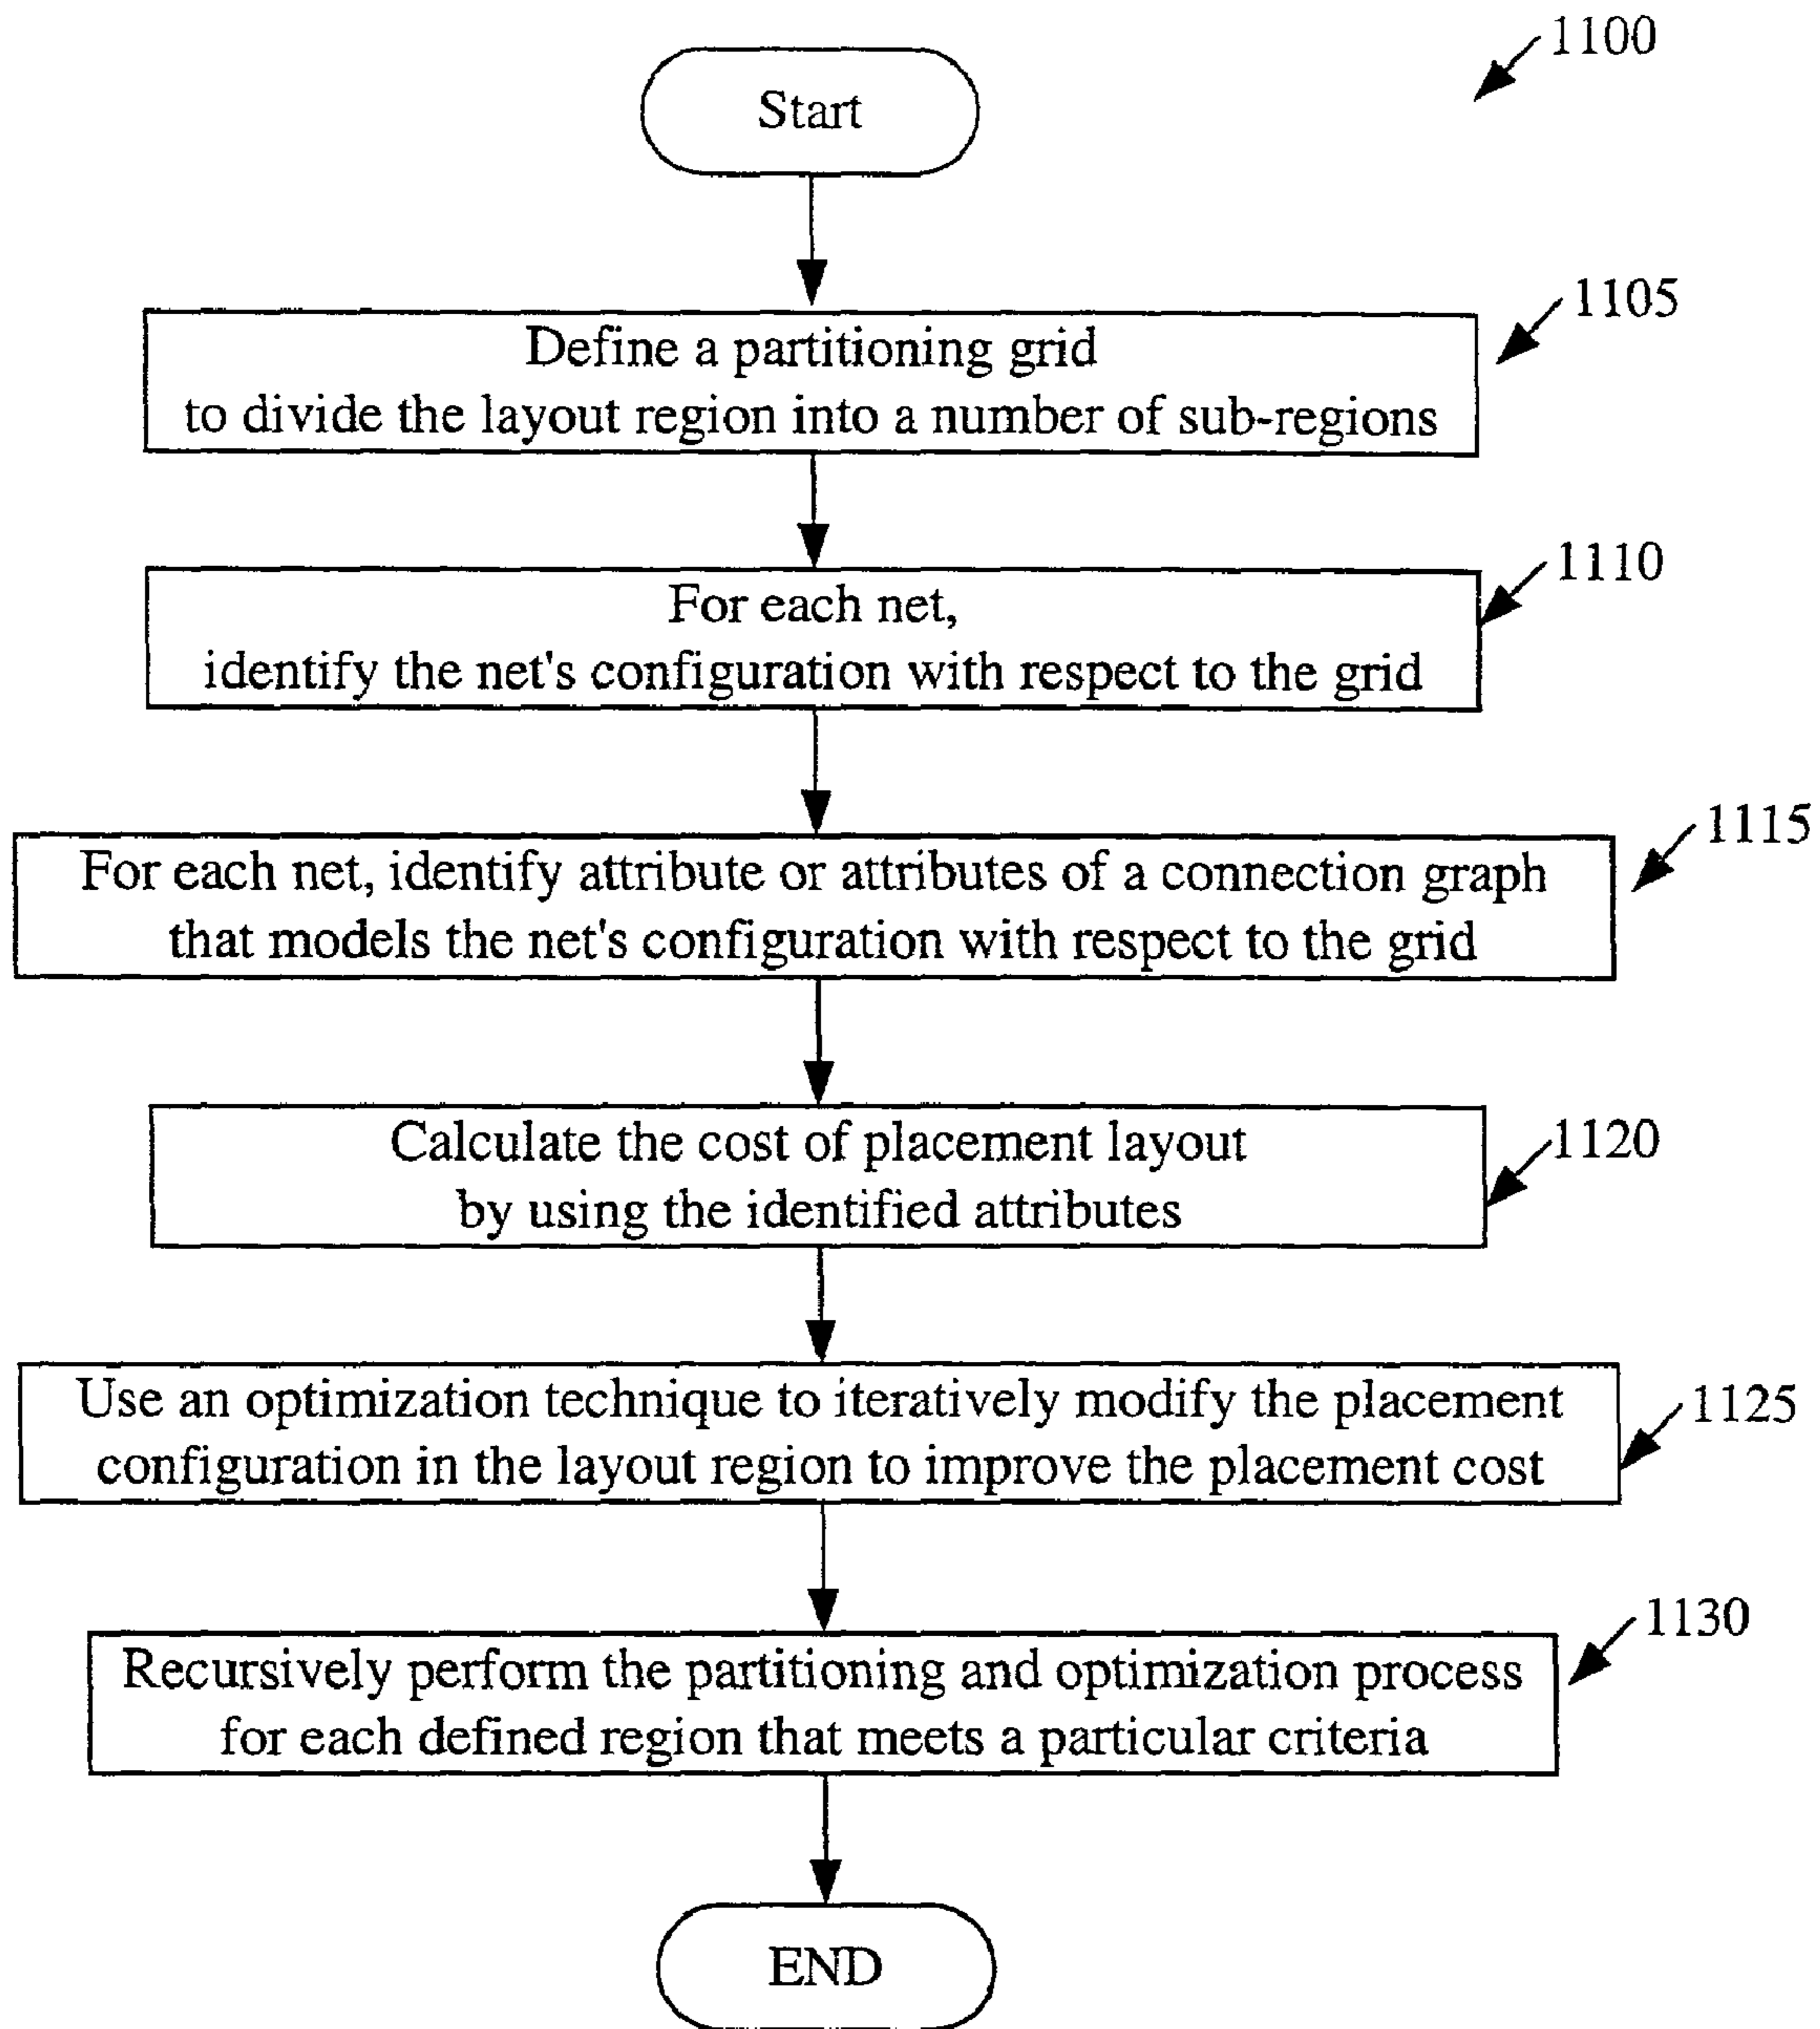 1100
Start
1105
Define a partitioning grid
to divide the layout region into a number of sub-regions
1110
For each net,
identify the net's configuration with respect to the grid
1115
For each net, identify attribute or attributes of a connection graph
that models the net's configuration with respect to the grid
1120
Calculate the cost of placement layout
by using the identified attributes
1125
Use an optimization technique to iteratively modify the placement
configuration in the layout region to improve the placement cost
1130
Recursively perform the partitioning and optimization process
for each defined region that meets a particular criteria
END